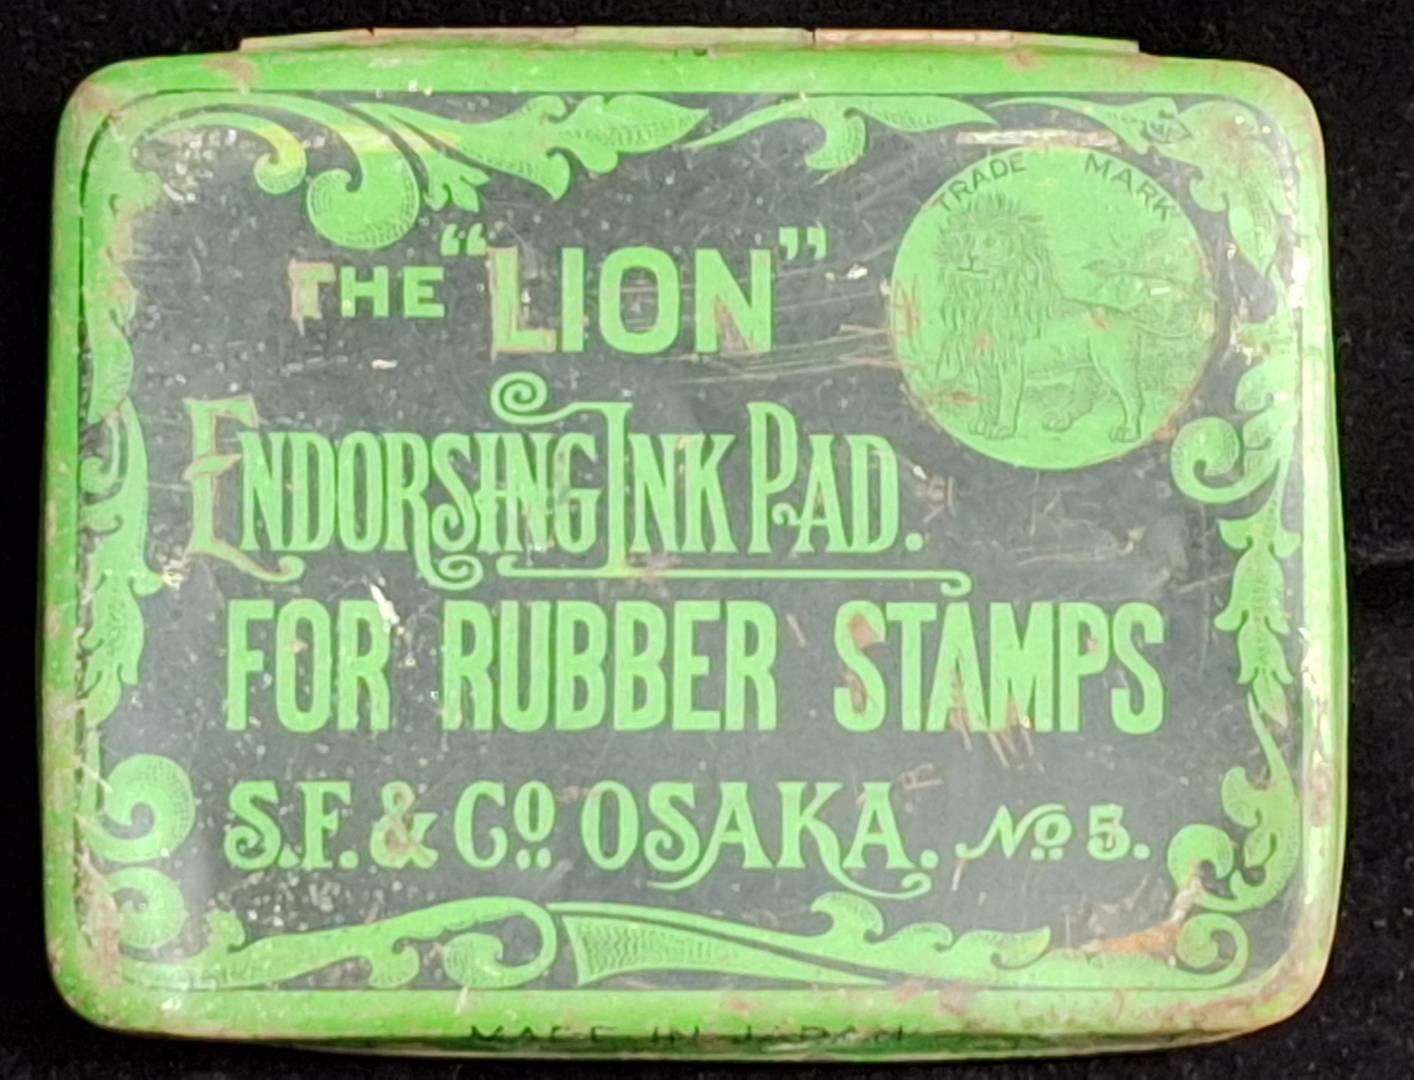 TRADE MARK
THE "LION"
ENDORSING INK PAD.
FOR RUBBER STAMPS
S.F. & Co. OSAKA. No. 5.
MADE IN JAPAN